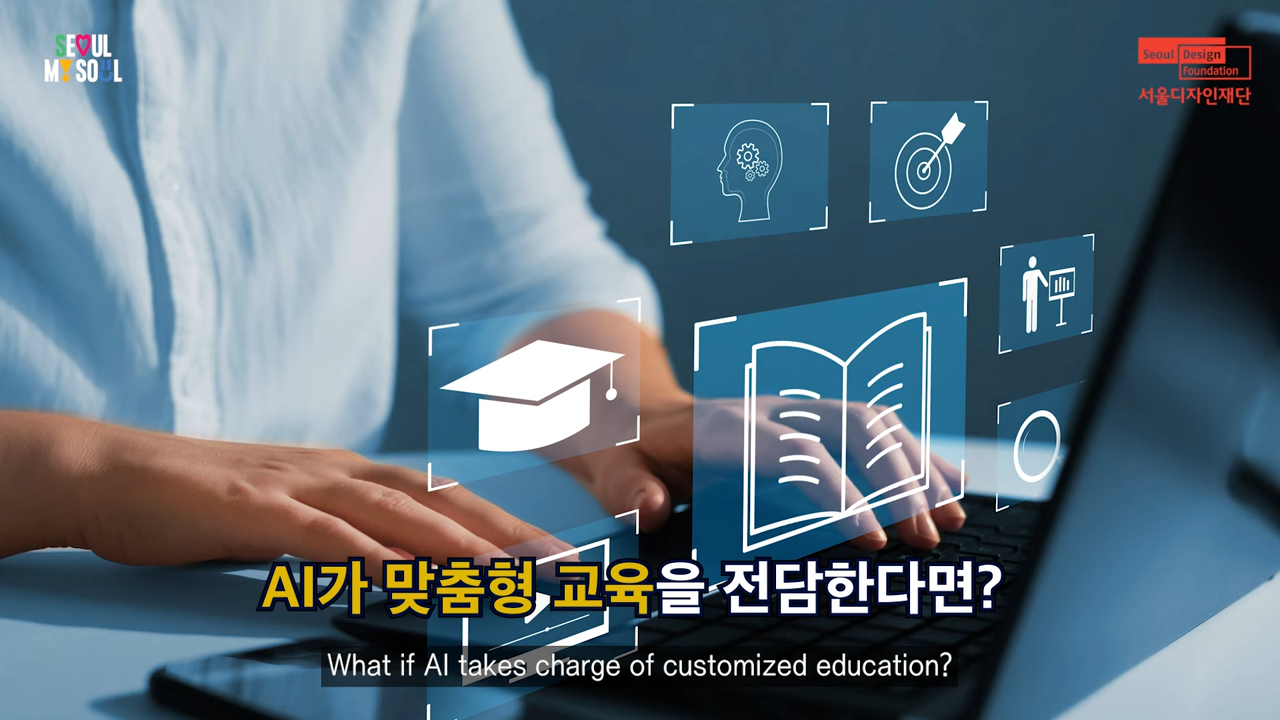 SEOUL
MY SOUL
Seoul Design
Foundation
서울디자인재단
AI가 맞춤형 교육을 전담한다면?
What if AI takes charge of customized education?